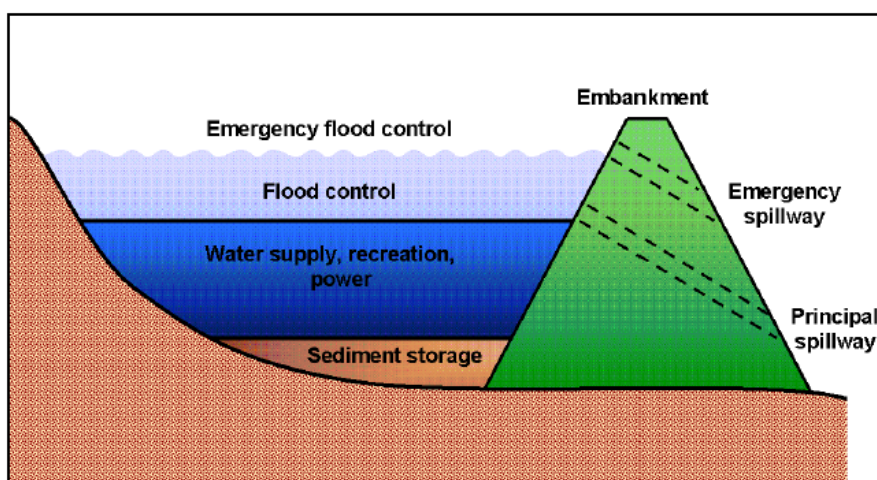 Embankment
Emergency flood control
Flood control
Emergency
spillway
Water supply, recreation,
power
Principal
spillway
Sediment storage